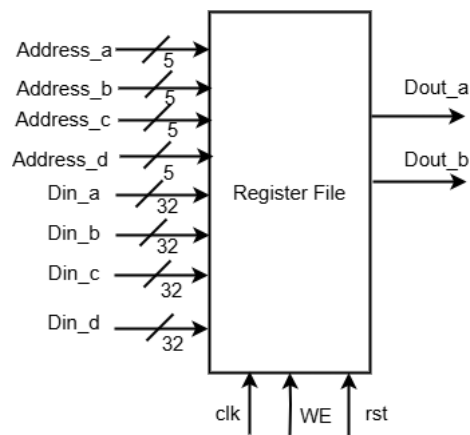 Address_a
5
Address_b
5
Address_c
5
Address_d
5
Din_a
32
Din_b
32
Din_c
32
Din_d
32
Register File
Dout_a
Dout_b
clk
WE
rst